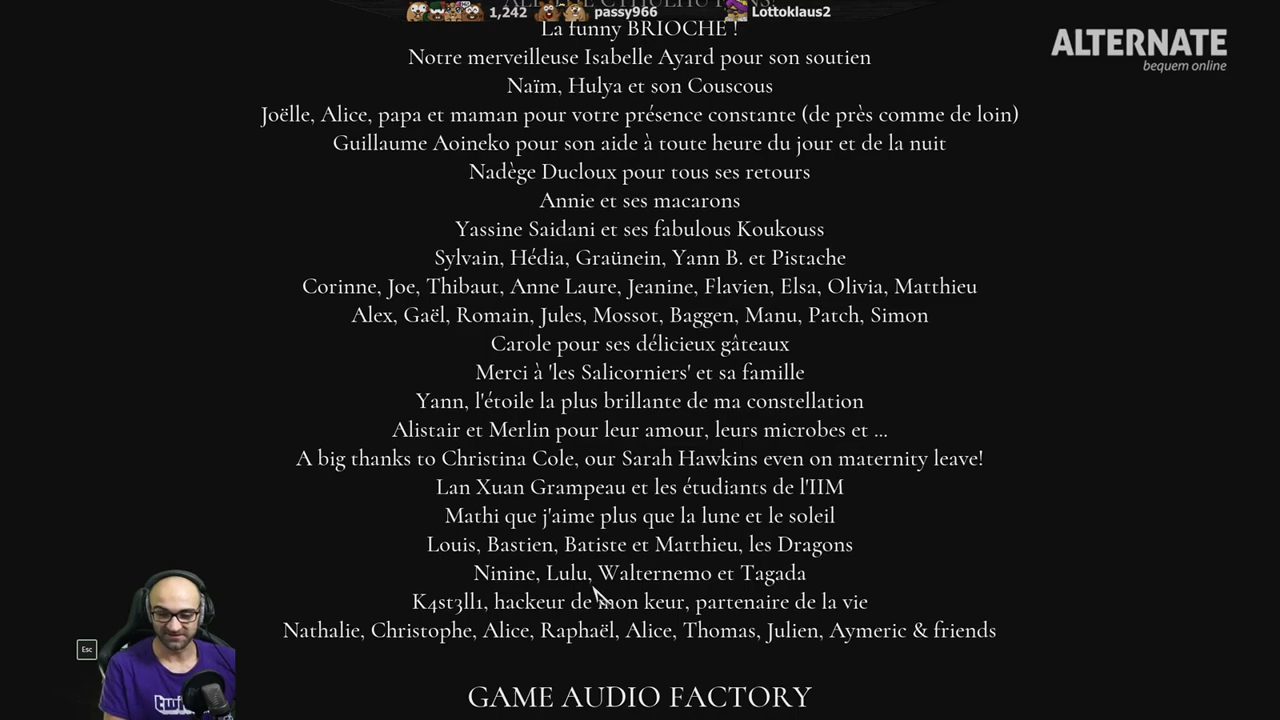 ALL THE CTHULHU FANS!
1,242 passy966 Lottoklaus2
La funny BRIOCHE !
ALTERNATE
bequem online
Notre merveilleuse Isabelle Ayard pour son soutien
Naïm, Hulya et son Couscous
Joëlle, Alice, papa et maman pour votre présence constante (de près comme de loin)
Guillaume Aoineko pour son aide à toute heure du jour et de la nuit
Nadège Ducloux pour tous ses retours
Annie et ses macarons
Yassine Saidani et ses fabulous Koukouss
Sylvain, Hédia, Graünein, Yann B. et Pistache
Corinne, Joe, Thibaut, Anne Laure, Jeanine, Flavien, Elsa, Olivia, Matthieu
Alex, Gaël, Romain, Jules, Mossot, Baggen, Manu, Patch, Simon
Carole pour ses délicieux gâteaux
Merci à 'les Salicorniers' et sa famille
Yann, l'étoile la plus brillante de ma constellation
Alistair et Merlin pour leur amour, leurs microbes et ...
A big thanks to Christina Cole, our Sarah Hawkins even on maternity leave!
Lan Xuan Grampeau et les étudiants de l'IIM
Mathi que j'aime plus que la lune et le soleil
Louis, Bastien, Batiste et Matthieu, les Dragons
Ninine, Lulu, Walternemo et Tagada
K4st3ll1, hackeur de mon keur, partenaire de la vie
Nathalie, Christophe, Alice, Raphaël, Alice, Thomas, Julien, Aymeric & friends
Esc
GAME AUDIO FACTORY